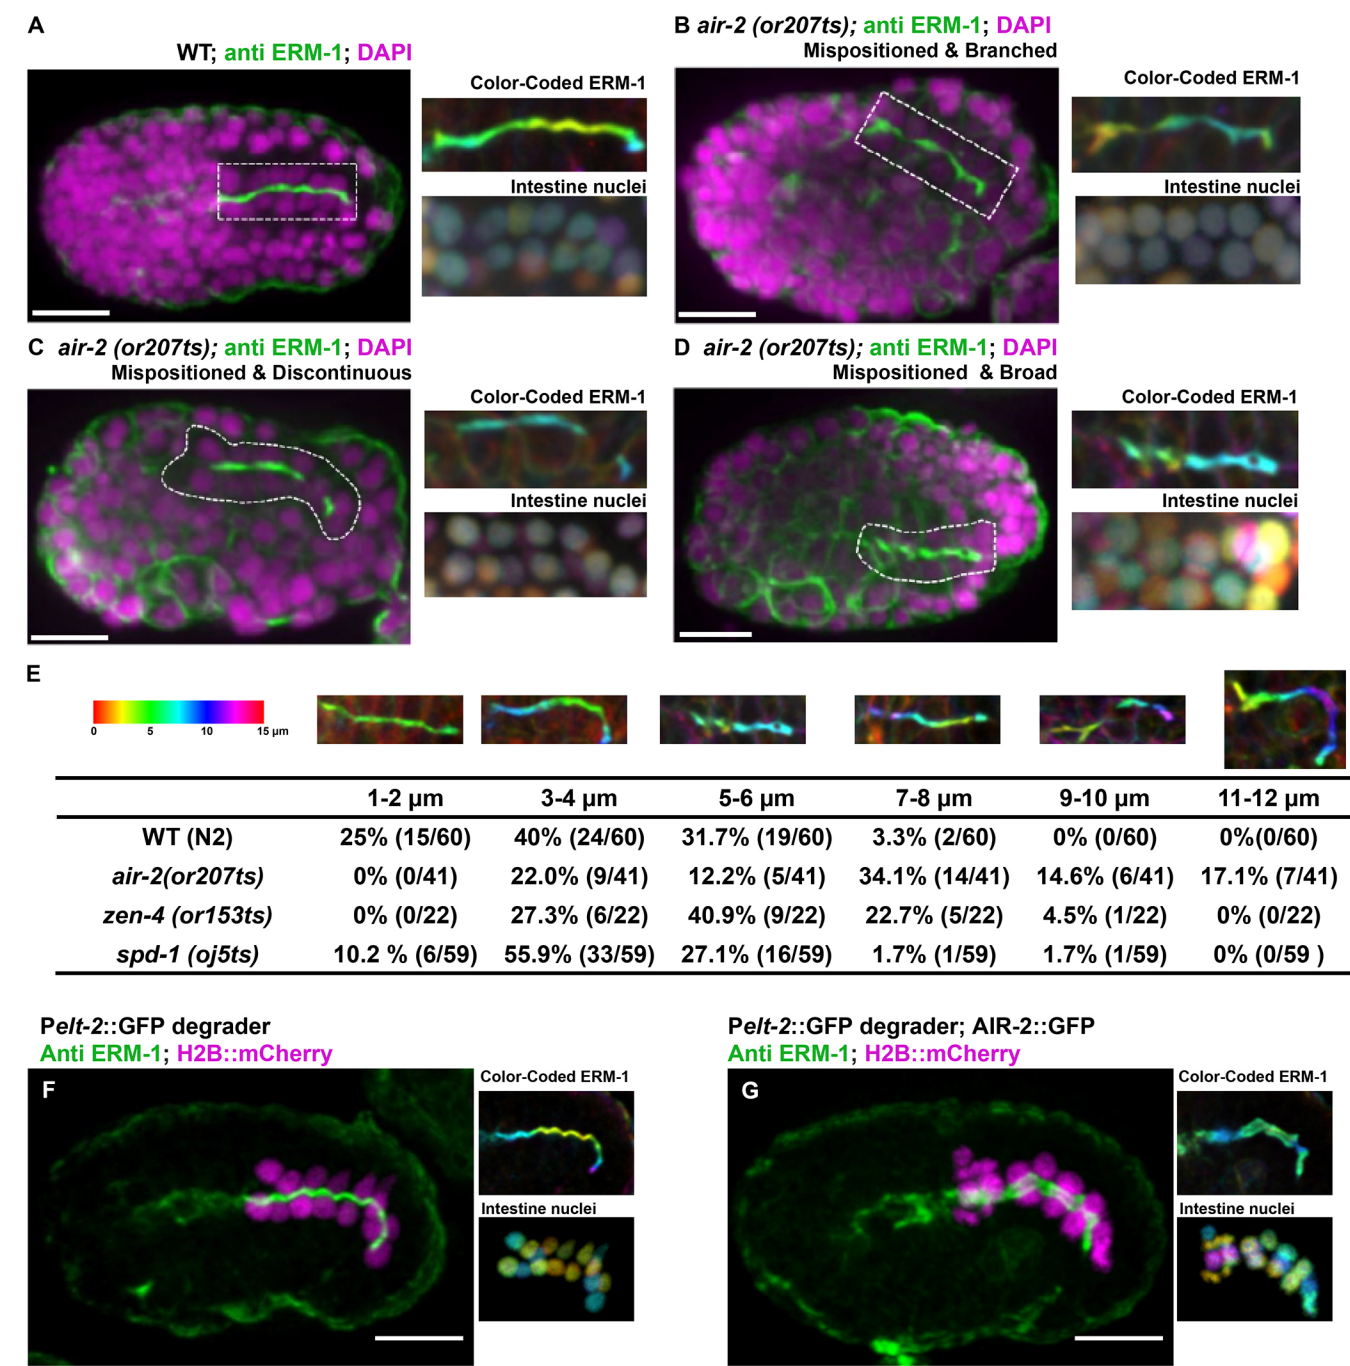 A
WT; anti ERM-1; DAPI
Color-Coded ERM-1
Intestine nuclei
B air-2 (or207ts); anti ERM-1; DAPI
Mispositioned & Branched
Color-Coded ERM-1
Intestine nuclei
C air-2 (or207ts); anti ERM-1; DAPI
Mispositioned & Discontinuous
Color-Coded ERM-1
Intestine nuclei
D air-2 (or207ts); anti ERM-1; DAPI
Mispositioned & Broad
Color-Coded ERM-1
Intestine nuclei
E
0 5 10 15 µm
1-2 µm 3-4 µm 5-6 µm 7-8 µm 9-10 µm 11-12 µm
WT (N2) 25% (15/60) 40% (24/60) 31.7% (19/60) 3.3% (2/60) 0% (0/60) 0%(0/60)
air-2(or207ts) 0% (0/41) 22.0% (9/41) 12.2% (5/41) 34.1% (14/41) 14.6% (6/41) 17.1% (7/41)
zen-4 (or153ts) 0% (0/22) 27.3% (6/22) 40.9% (9/22) 22.7% (5/22) 4.5% (1/22) 0% (0/22)
spd-1 (oj5ts) 10.2 % (6/59) 55.9% (33/59) 27.1% (16/59) 1.7% (1/59) 1.7% (1/59) 0% (0/59 )
Pelt-2::GFP degrader
Anti ERM-1; H2B::mCherry
F
Color-Coded ERM-1
Intestine nuclei
Pelt-2::GFP degrader; AIR-2::GFP
Anti ERM-1; H2B::mCherry
G
Color-Coded ERM-1
Intestine nuclei